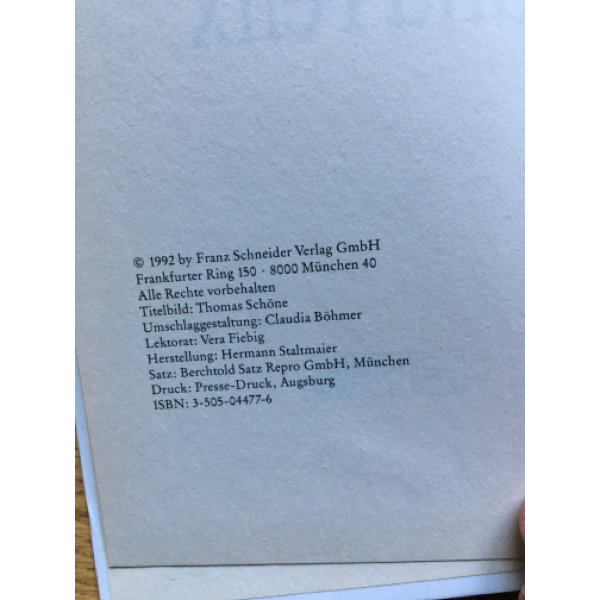 © 1992 by Franz Schneider Verlag GmbH
Frankfurter Ring 150 · 8000 München 40
Alle Rechte vorbehalten
Titelbild: Thomas Schöne
Umschlaggestaltung: Claudia Böhmer
Lektorat: Vera Fiebig
Herstellung: Hermann Staltmaier
Satz: Berchtold Satz Repro GmbH, München
Druck: Presse-Druck, Augsburg
ISBN: 3-505-04477-6